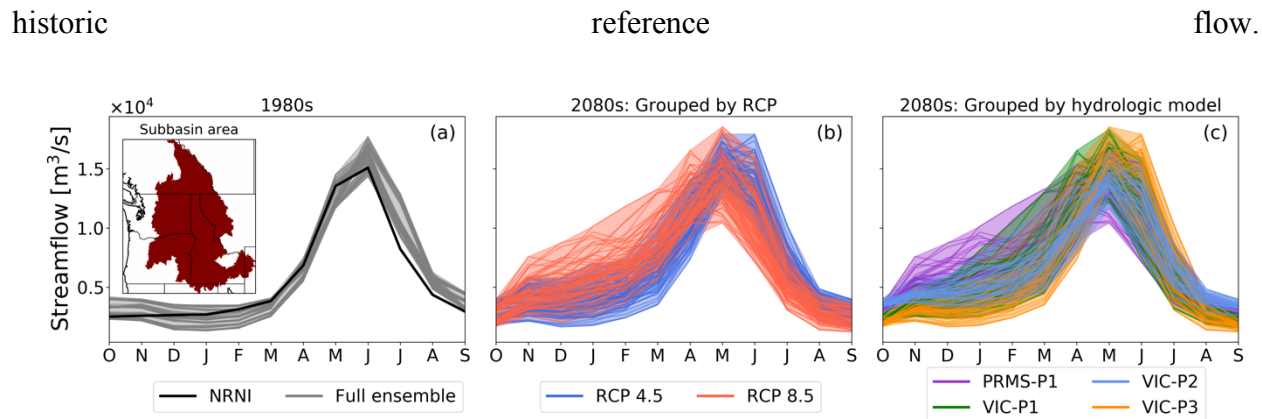 historic reference flow.
×10⁴
1980s
2080s: Grouped by RCP
2080s: Grouped by hydrologic model
Subbasin area
(a)
(b)
(c)
Streamflow [m³/s]
1.5
1.0
0.5
O N D J F M A M J J A S
O N D J F M A M J J A S
O N D J F M A M J J A S
NRNI Full ensemble
RCP 4.5 RCP 8.5
PRMS-P1 VIC-P2
VIC-P1 VIC-P3